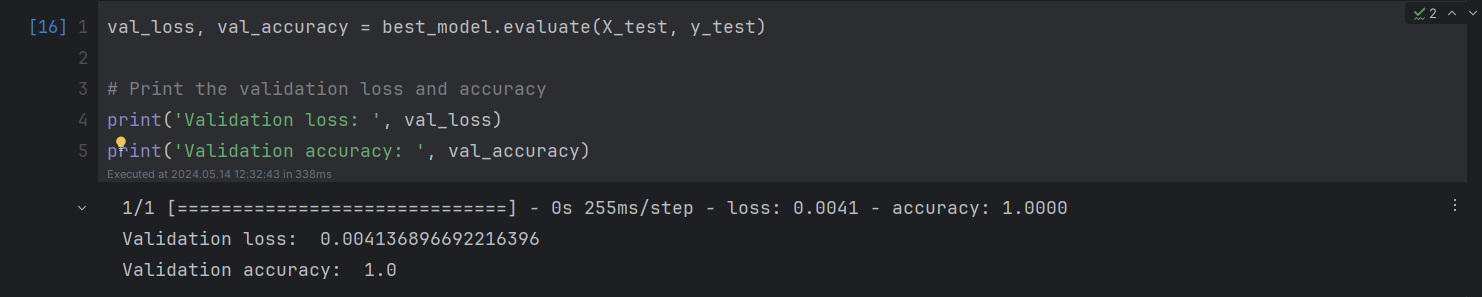 [16] 1 val_loss, val_accuracy = best_model.evaluate(X_test, y_test)
2
3 # Print the validation loss and accuracy
4 print('Validation loss: ', val_loss)
5 print('Validation accuracy: ', val_accuracy)
2
Executed at 2024.05.14 12:32:43 in 338ms
1/1 [==============================] - 0s 255ms/step - loss: 0.0041 - accuracy: 1.0000
Validation loss:  0.004136896692216396
Validation accuracy:  1.0